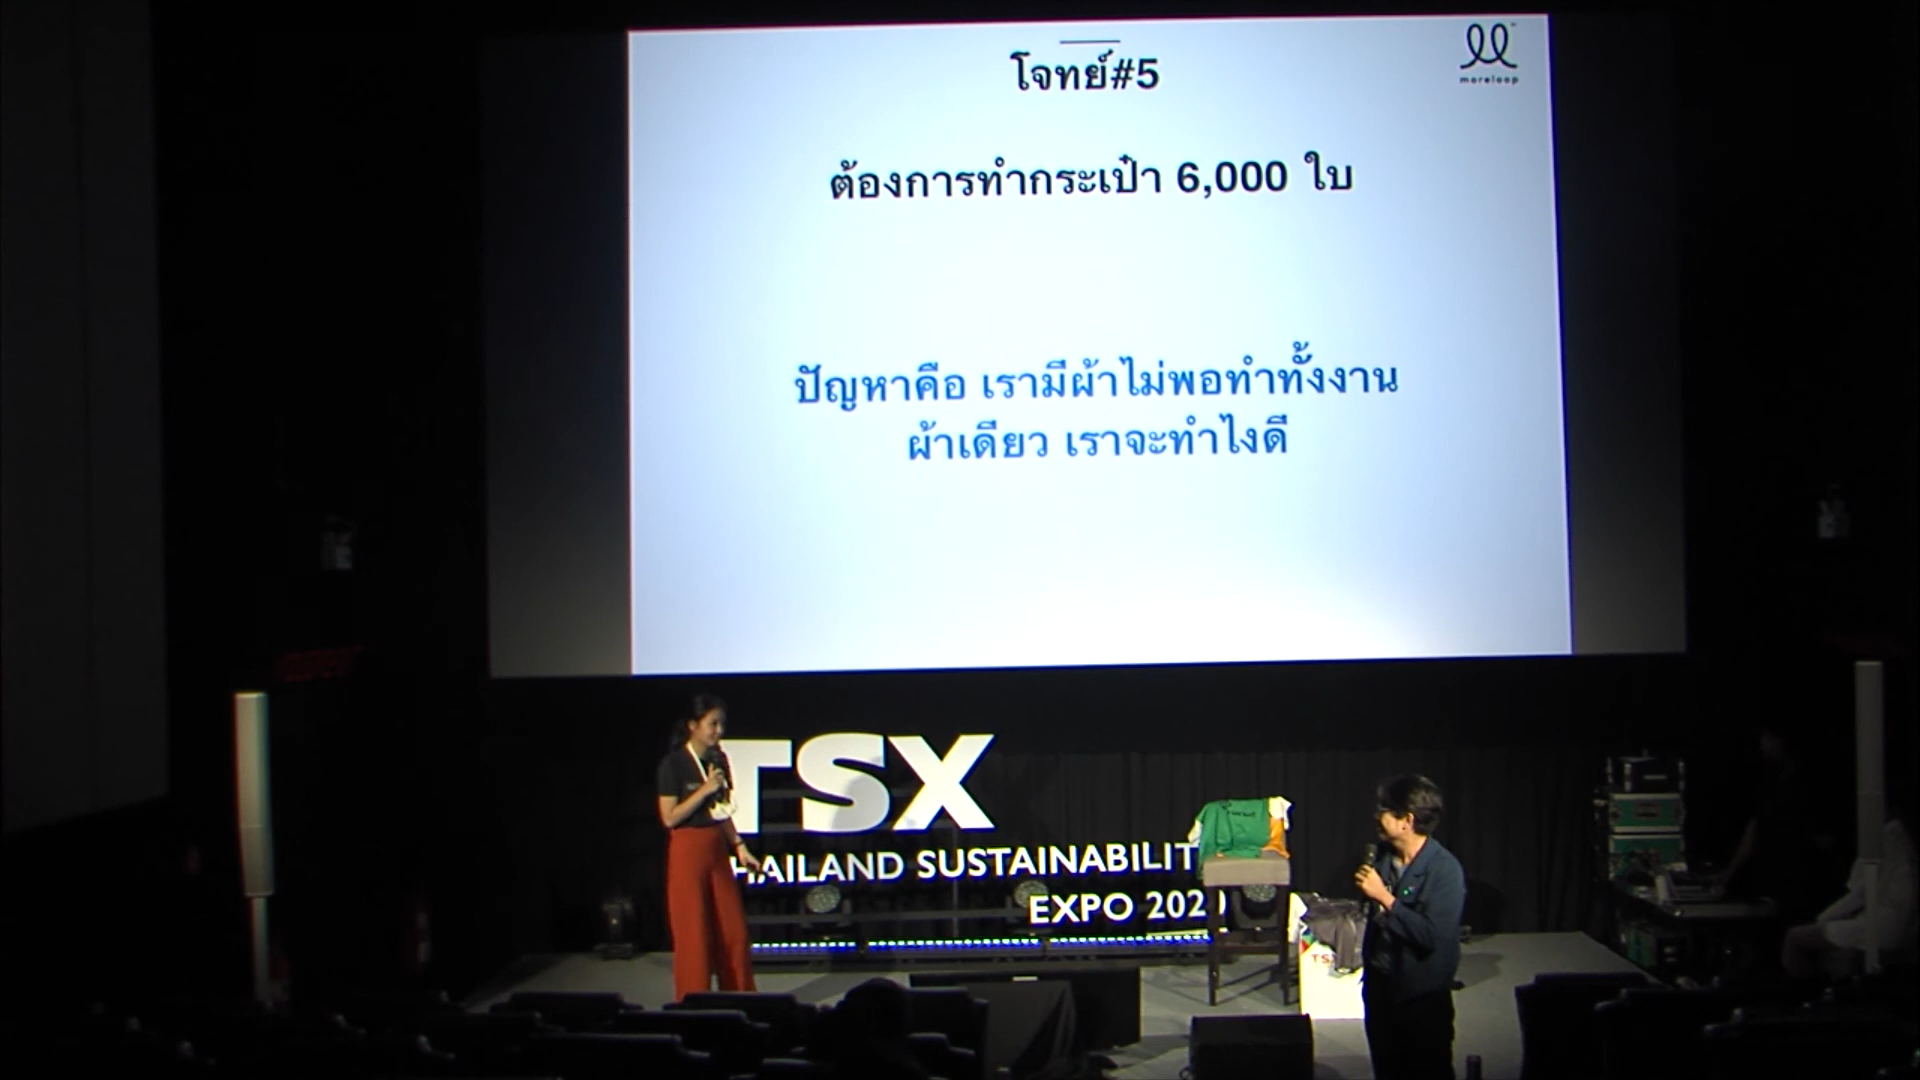 moreloop
โจทย์#5
ต้องการทำกระเป๋า 6,000 ใบ
ปัญหาคือ เรามีผ้าไม่พอทำทั้งงาน
ผ้าเดียว เราจะทำไงดี
TSX
HAILAND SUSTAINABILIT
EXPO 202
TSX